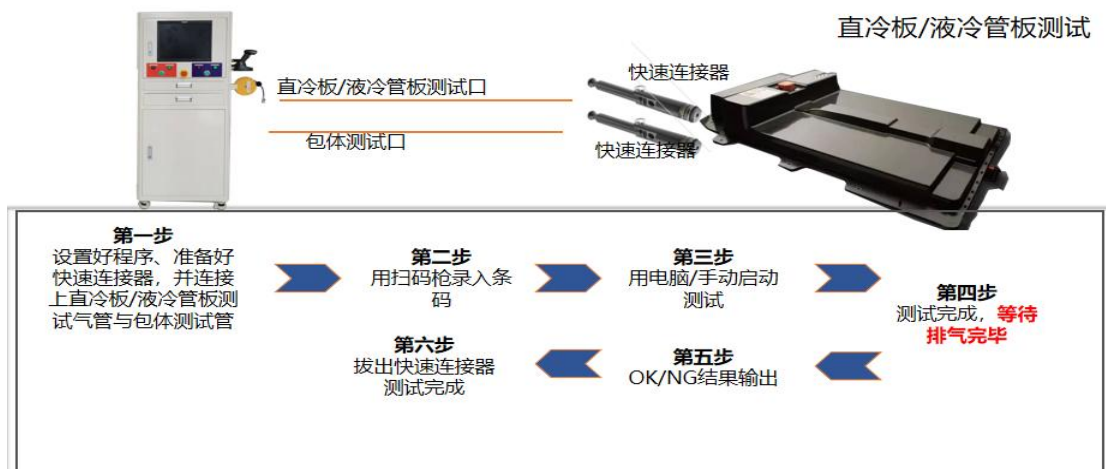 直冷板/液冷管板测试
快速连接器
直冷板/液冷管板测试口
包体测试口
快速连接器
第一步
设置好程序、准备好
快速连接器，并连接
上直冷板/液冷管板测
试气管与包体测试管
第二步
用扫码枪录入条
码
第三步
用电脑/手动启动
测试
第四步
测试完成，等待
排气完毕
第五步
OK/NG结果输出
第六步
拔出快速连接器
测试完成